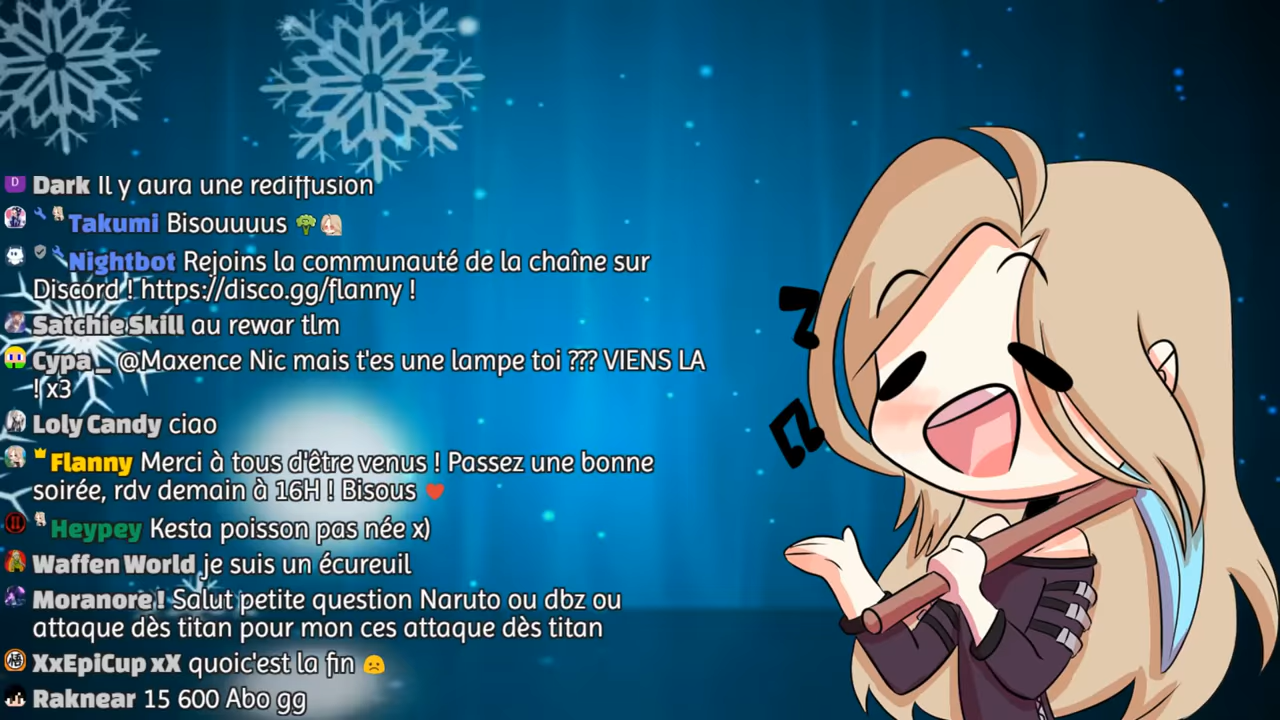 D Dark Il y aura une rediffusion
Takumi Bisouuuus
Nightbot Rejoins la communauté de la chaîne sur
Discord ! https://disco.gg/flanny !
Satchie Skill au rewar tlm
Cypa_ @Maxence Nic mais t'es une lampe toi ??? VIENS LA
! x3
Loly Candy ciao
Flanny Merci à tous d'être venus ! Passez une bonne
soirée, rdv demain à 16H ! Bisous ❤
Heypey Kesta poisson pas née x)
Waffen World je suis un écureuil
Moranore ! Salut petite question Naruto ou dbz ou
attaque dès titan pour mon ces attaque dès titan
XxEpiCup xX quoic'est la fin ☹
Raknear 15 600 Abo gg